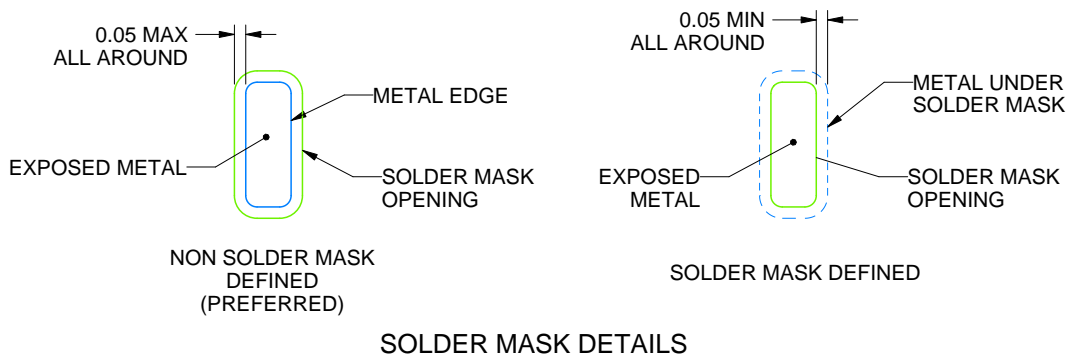 0.05 MAX
ALL AROUND
METAL EDGE
EXPOSED METAL
SOLDER MASK
OPENING
NON SOLDER MASK
DEFINED
(PREFERRED)
0.05 MIN
ALL AROUND
METAL UNDER
SOLDER MASK
EXPOSED
METAL
SOLDER MASK
OPENING
SOLDER MASK DEFINED
SOLDER MASK DETAILS